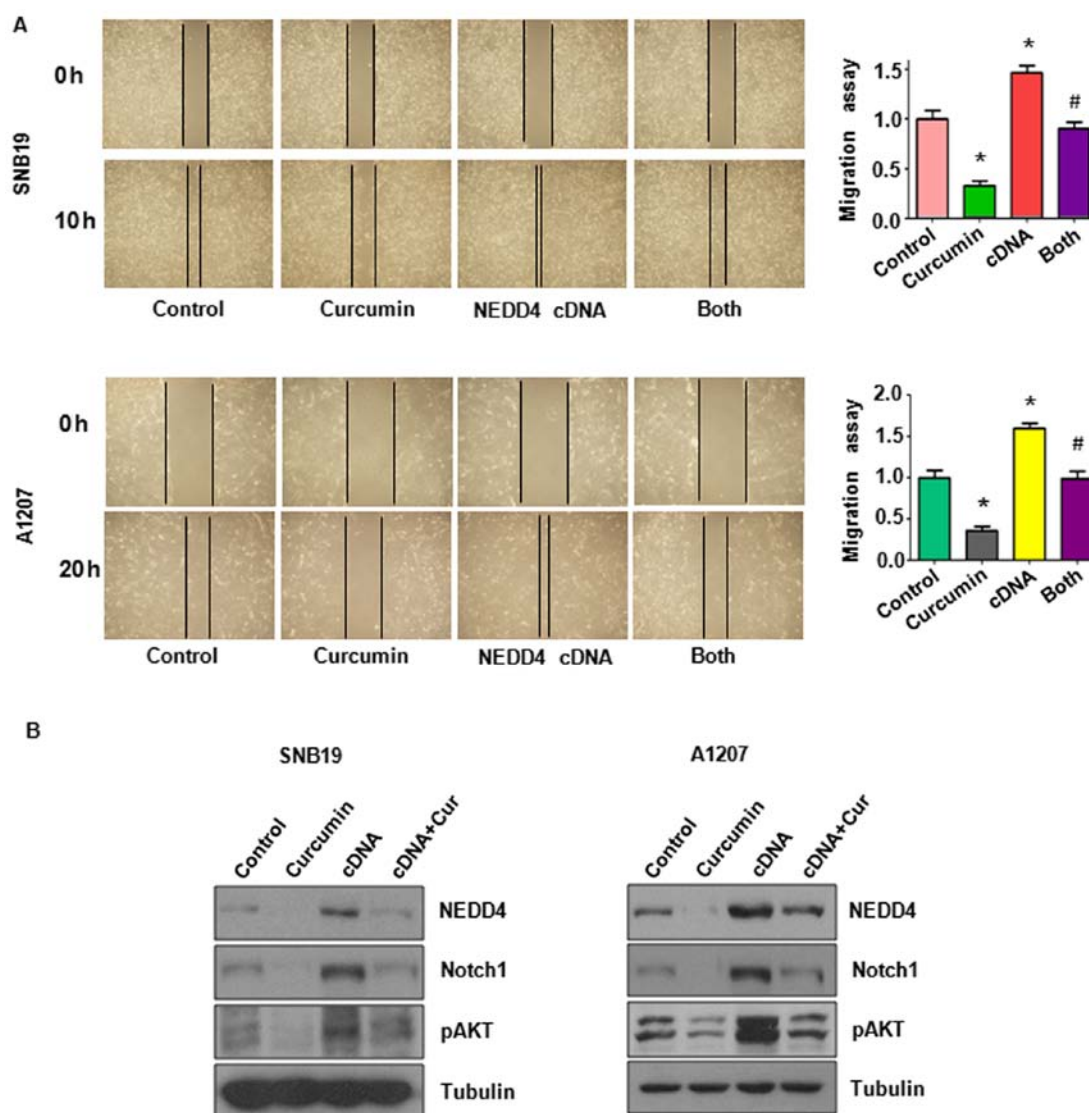 A
SNB19
0h
10h
Control Curcumin NEDD4 cDNA Both
Migration assay
1.5
1.0
0.5
0.0
* * #
*
Control Curcumin cDNA Both
A1207
0h
20h
Control Curcumin NEDD4 cDNA Both
Migration assay
2.0
1.5
1.0
0.5
0.0
* * #
*
Control Curcumin cDNA Both
B
SNB19
Control Curcumin cDNA cDNA+Cur
NEDD4
Notch1
pAKT
Tubulin
A1207
Control Curcumin cDNA cDNA+Cur
NEDD4
Notch1
pAKT
Tubulin